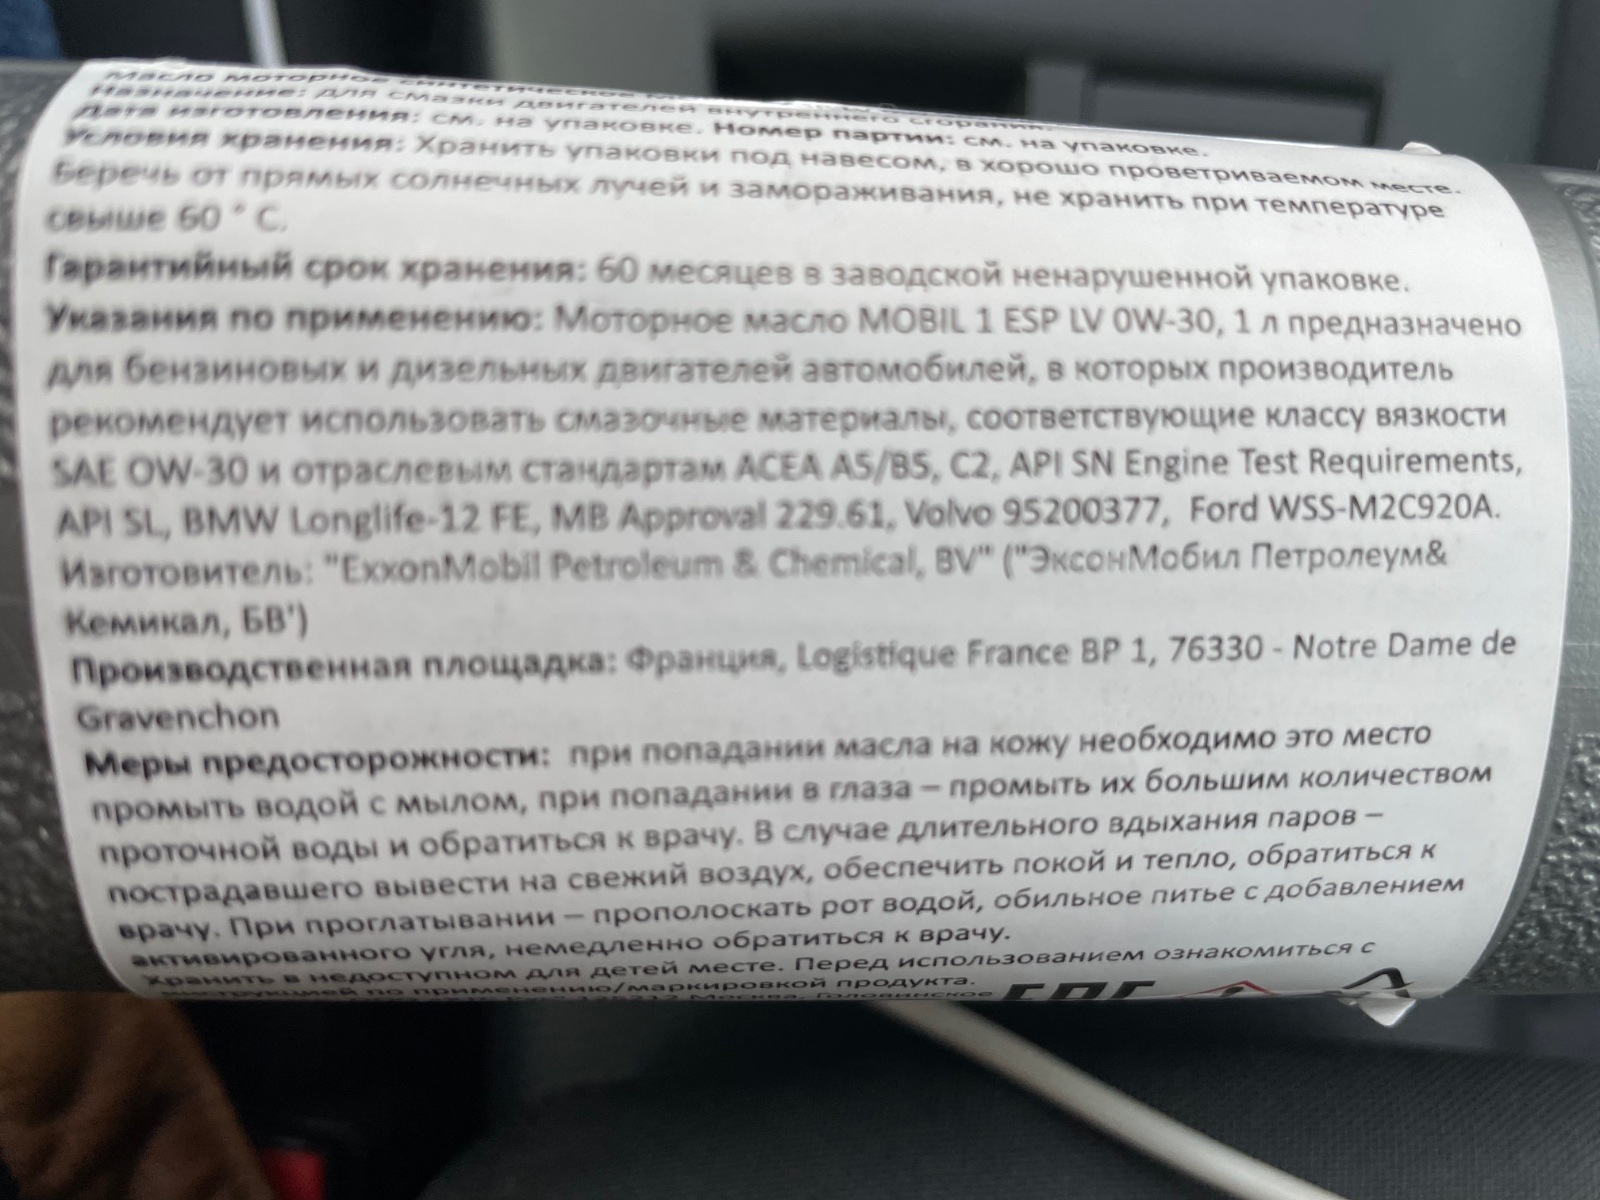 Масло моторное синтетическое
Назначение: для смазки двигателей внутреннего сгорания.
Дата изготовления: см. на упаковке. Номер партии: см. на упаковке.
Условия хранения: Хранить упаковки под навесом, в хорошо проветриваемом месте.
Беречь от прямых солнечных лучей и замораживания, не хранить при температуре
свыше 60 ° С.
Гарантийный срок хранения: 60 месяцев в заводской ненарушенной упаковке.
Указания по применению: Моторное масло MOBIL 1 ESP LV 0W-30, 1 л предназначено
для бензиновых и дизельных двигателей автомобилей, в которых производитель
рекомендует использовать смазочные материалы, соответствующие классу вязкости
SAE OW-30 и отраслевым стандартам ACEA A5/B5, C2, API SN Engine Test Requirements,
API SL, BMW Longlife-12 FE, MB Approval 229.61, Volvo 95200377, Ford WSS-M2C920A.
Изготовитель: "ExxonMobil Petroleum & Chemical, BV" ("ЭксонМобил Петролеум&
Кемикал, БВ')
Производственная площадка: Франция, Logistique France BP 1, 76330 - Notre Dame de
Gravenchon
Меры предосторожности: при попадании масла на кожу необходимо это место
промыть водой с мылом, при попадании в глаза – промыть их большим количеством
проточной воды и обратиться к врачу. В случае длительного вдыхания паров –
пострадавшего вывести на свежий воздух, обеспечить покой и тепло, обратиться к
врачу. При проглатывании – прополоскать рот водой, обильное питье с добавлением
активированного угля, немедленно обратиться к врачу.
Хранить в недоступном для детей месте. Перед использованием ознакомиться с
инструкцией по применению/маркировкой продукта.
Москва, Головинское